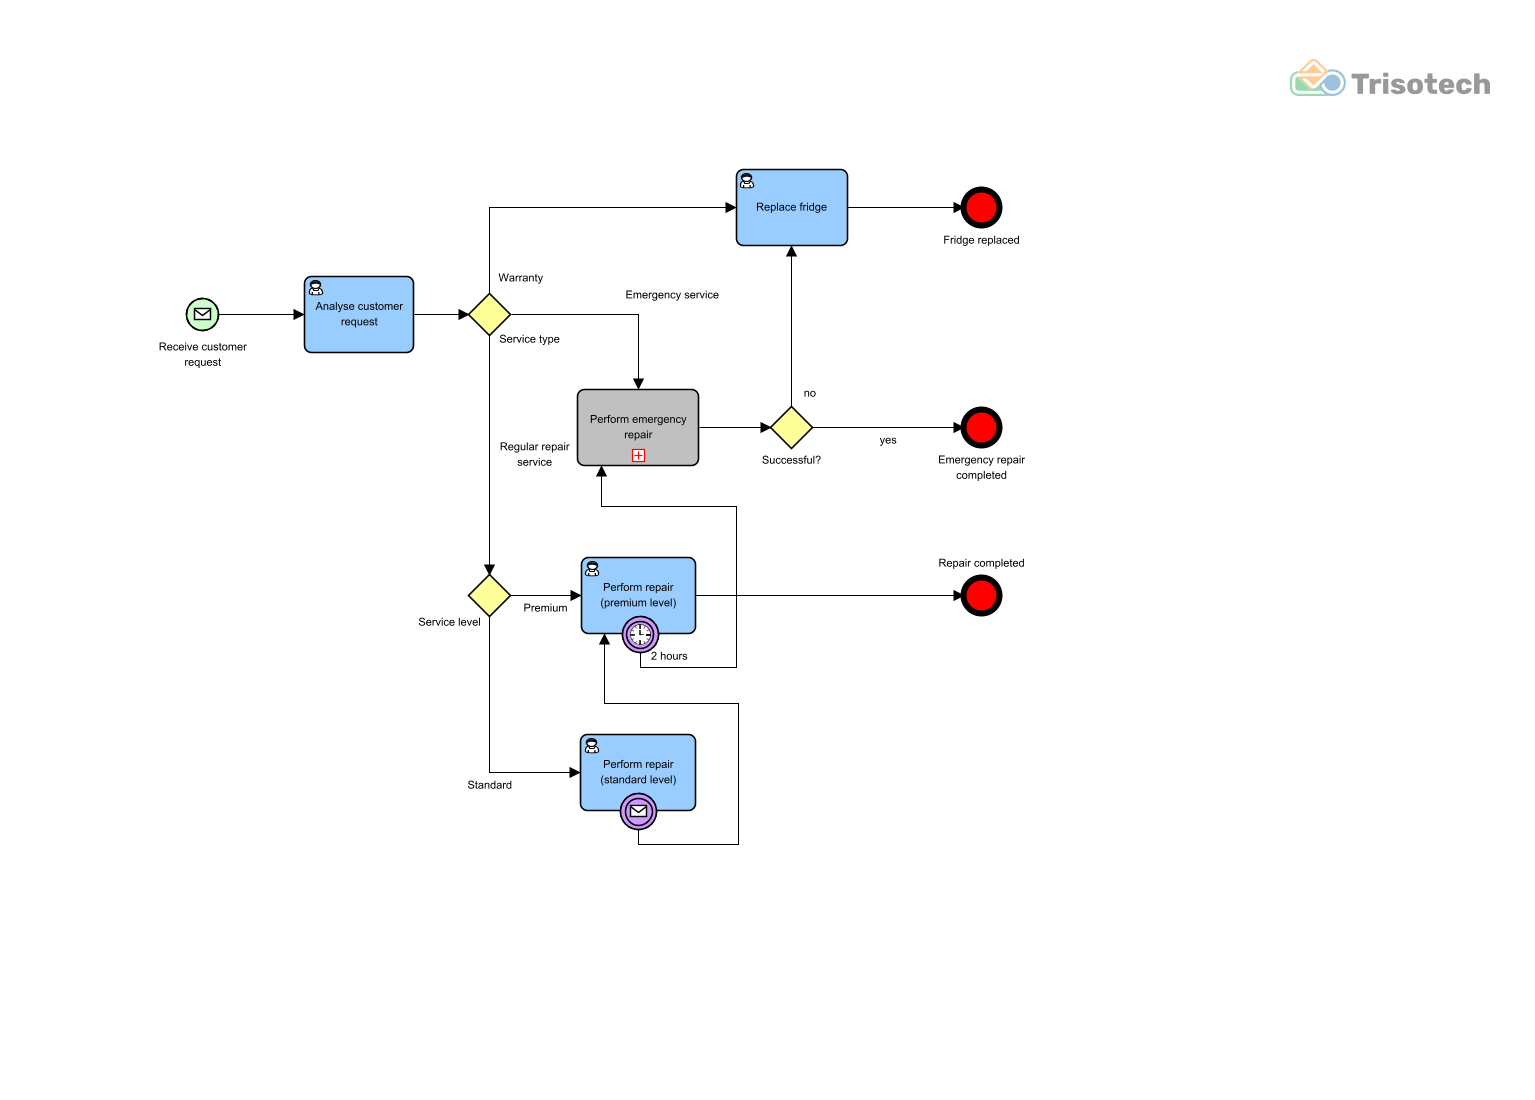 Trisotech
Replace fridge
Fridge replaced
Warranty
Emergency service
Analyse customer
request
Service type
Receive customer
request
no
Perform emergency
repair
yes
Regular repair
service
Successful?
Emergency repair
completed
Repair completed
Perform repair
(premium level)
Premium
Service level
2 hours
Perform repair
(standard level)
Standard